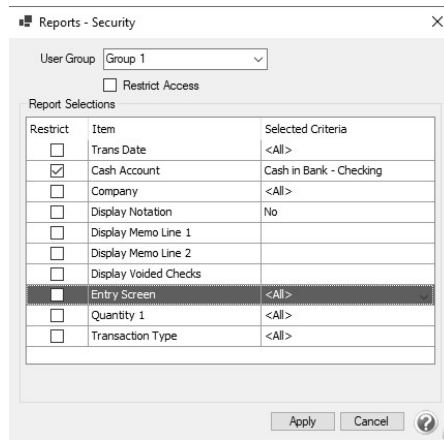 Reports - Security
User Group Group 1
Restrict Access
Report Selections
Restrict Item Selected Criteria
Trans Date <All>
Cash Account Cash in Bank - Checking
Company <All>
Display Notation No
Display Memo Line 1
Display Memo Line 2
Display Voided Checks
Entry Screen <All>
Quantity 1 <All>
Transaction Type <All>
Apply Cancel ?